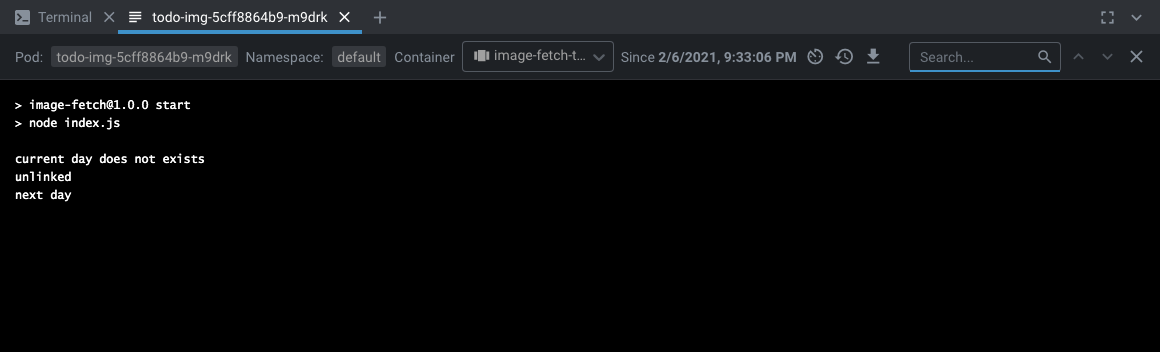 Terminal
todo-img-5cff8864b9-m9drk
Pod: todo-img-5cff8864b9-m9drk Namespace: default Container image-fetch-t... Since 2/6/2021, 9:33:06 PM Search...
> image-fetch@1.0.0 start
> node index.js
current day does not exists
unlinked
next day